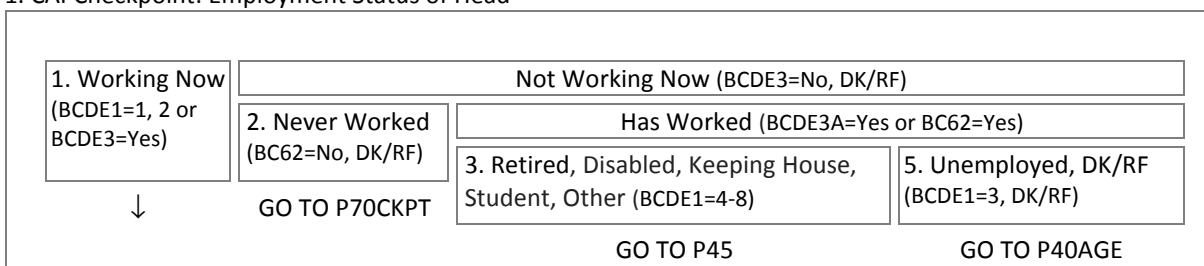 1. CAI Checkpoint: Employment Status of Head
1. Working Now
(BCDE1=1, 2 or
BCDE3=Yes)
↓
Not Working Now (BCDE3=No, DK/RF)
2. Never Worked
(BC62=No, DK/RF)
GO TO P70CKPT
Has Worked (BCDE3A=Yes or BC62=Yes)
3. Retired, Disabled, Keeping House,
Student, Other (BCDE1=4-8)
GO TO P45
5. Unemployed, DK/RF
(BCDE1=3, DK/RF)
GO TO P40AGE